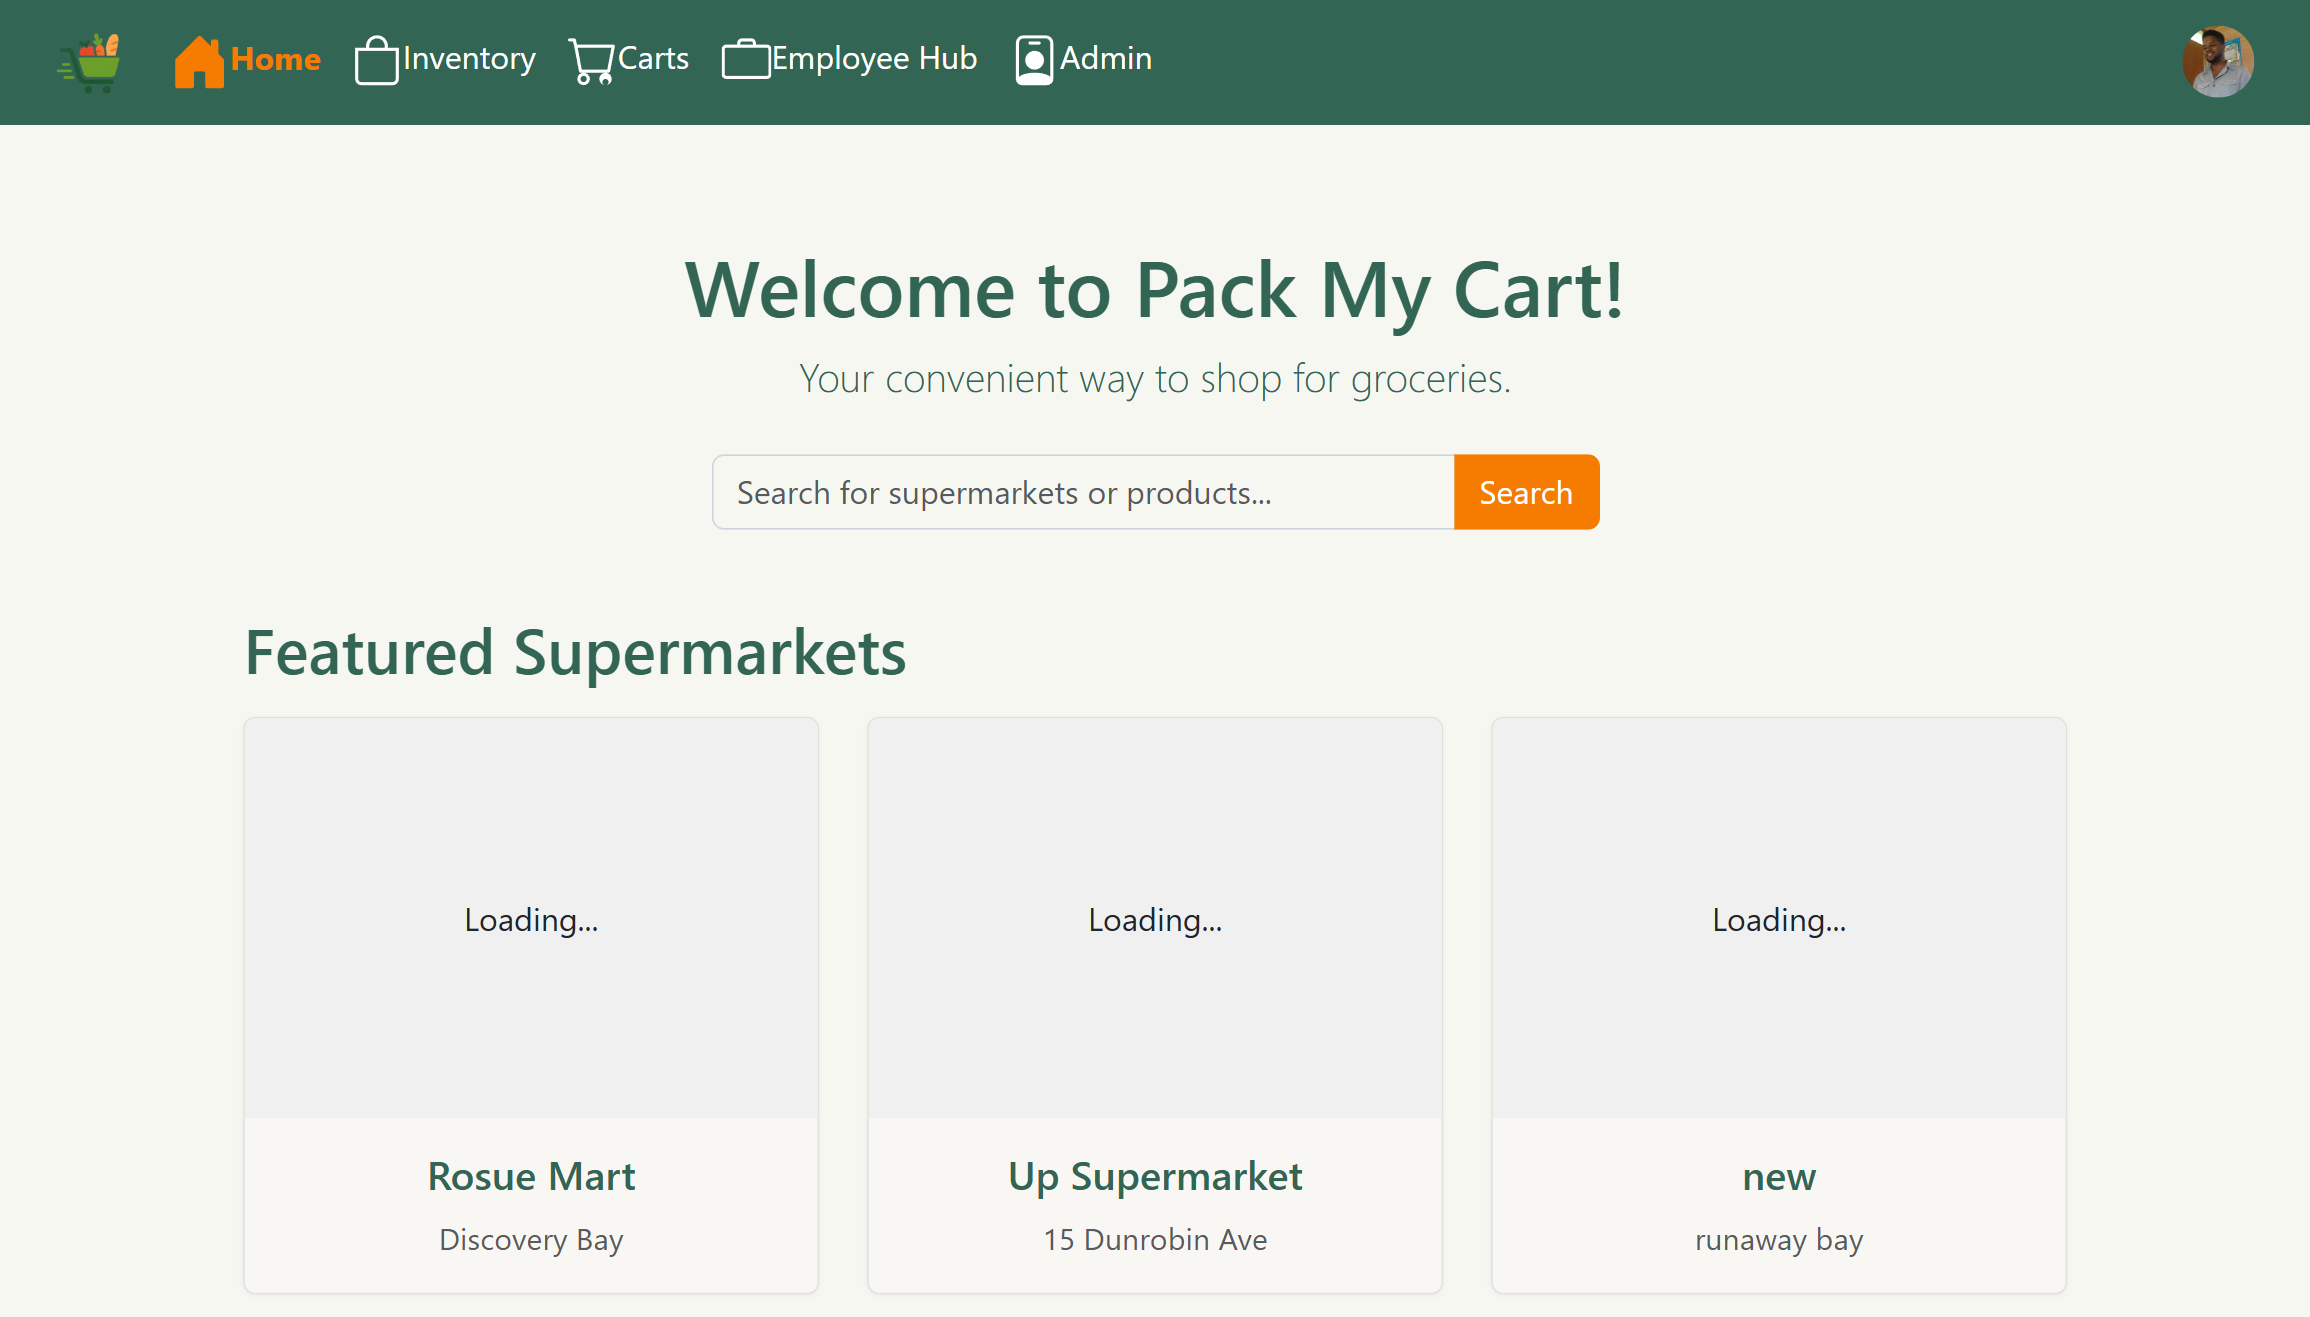 Home Inventory Carts Employee Hub Admin
Welcome to Pack My Cart!
Your convenient way to shop for groceries.
Search for supermarkets or products... Search
Featured Supermarkets
Loading... Loading... Loading...
Rosue Mart Up Supermarket new
Discovery Bay 15 Dunrobin Ave runaway bay